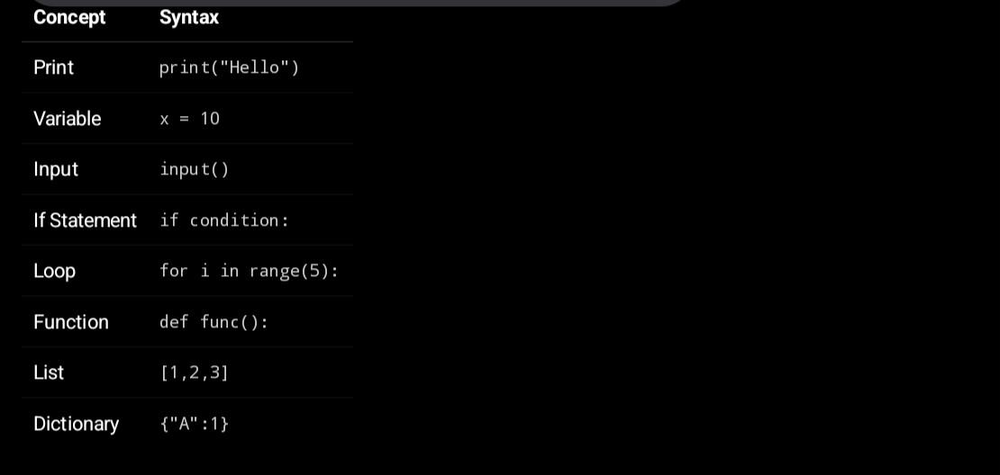 Concept Syntax
Print print("Hello")
Variable x = 10
Input input()
If Statement if condition:
Loop for i in range(5):
Function def func():
List [1,2,3]
Dictionary {"A":1}